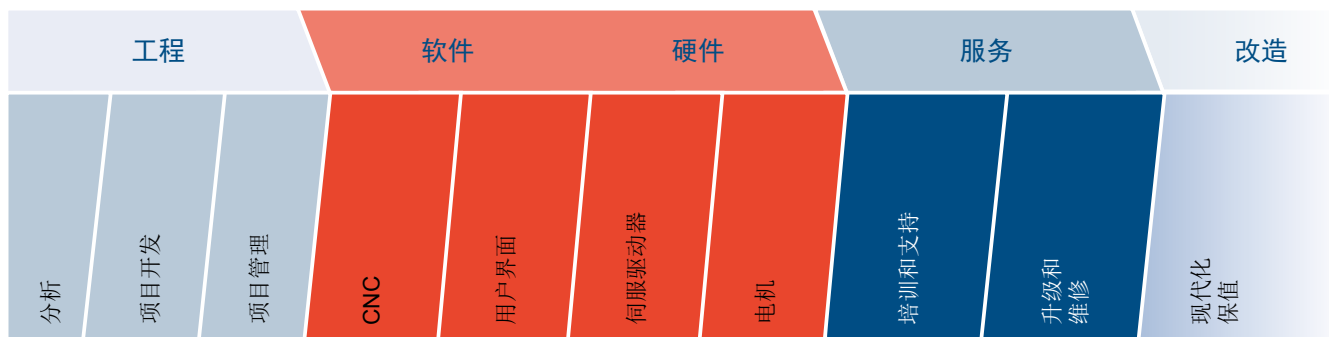 工程
软件
硬件
服务
改造
分析
项目开发
项目管理
CNC
用户界面
伺服驱动器
电机
培训和支持
升级和
维修
现代化
保值